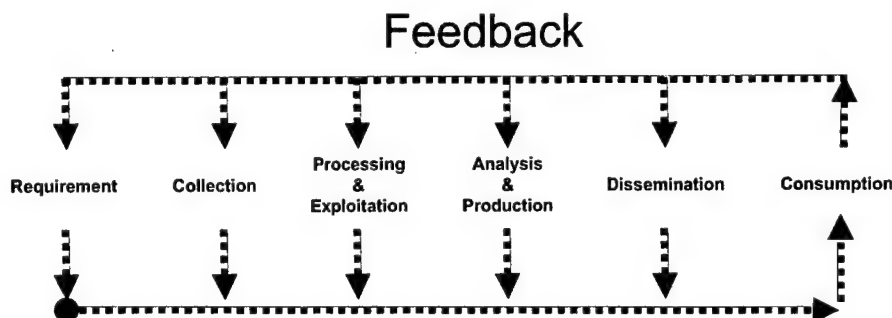 Feedback
Requirement
Collection
Processing
&
Exploitation
Analysis
&
Production
Dissemination
Consumption